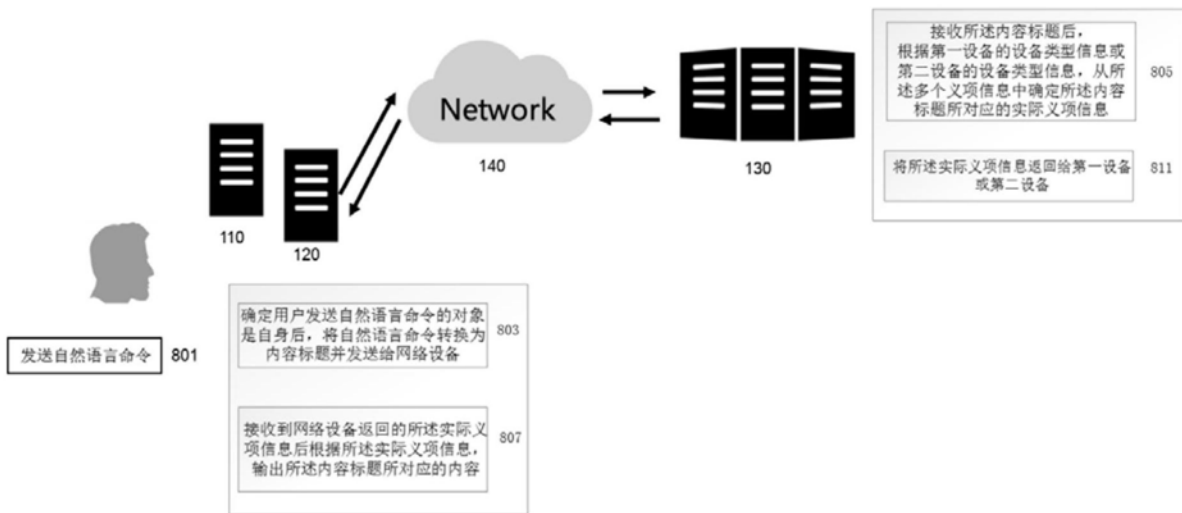 接收所述内容标题后，
根据第一设备的设备类型信息或
第二设备的设备类型信息，从所
述多个义项信息中确定所述内容
标题所对应的实际义项信息
805
Network
140
130
将所述实际义项信息返回给第一设备
或第二设备
811
110
120
确定用户发送自然语言命令的对象
是自身后，将自然语言命令转换为
内容标题并发送给网络设备
803
发送自然语言命令
801
接收到网络设备返回的所述实际义
项信息后根据所述实际义项信息，
输出所述内容标题所对应的内容
807